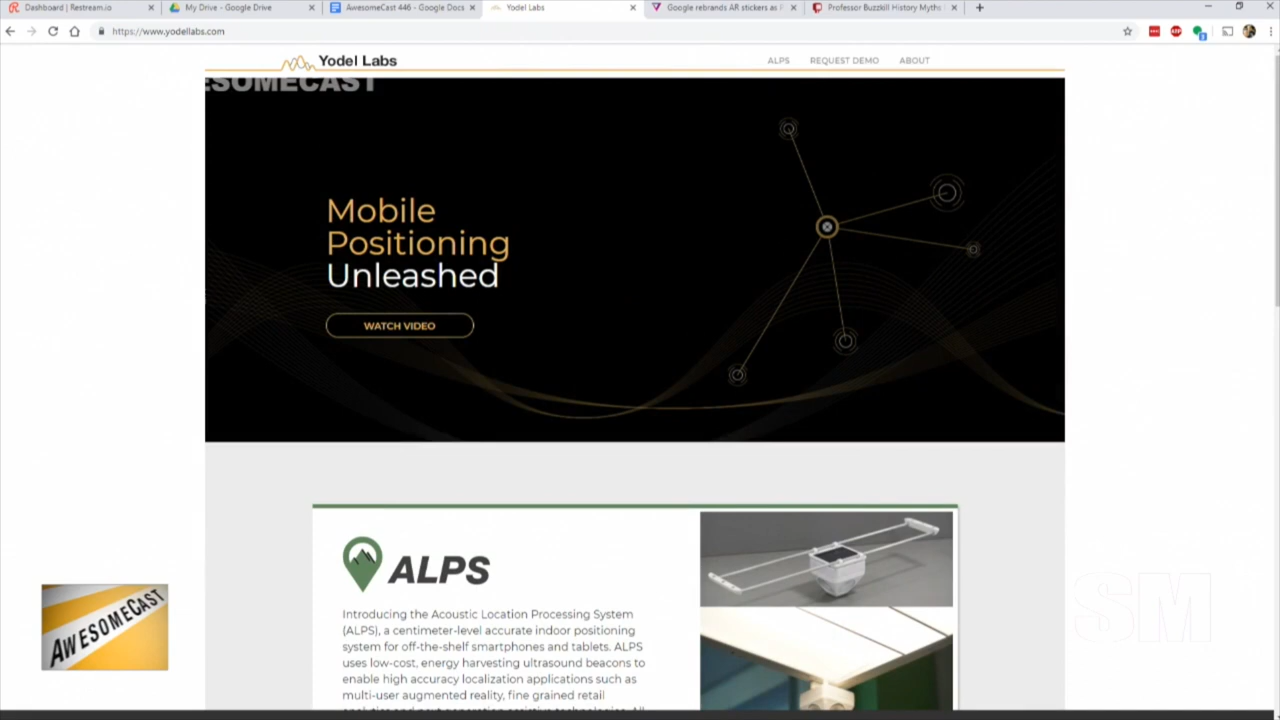 Dashboard | Restream.io
My Drive - Google Drive
AwesomeCast 446 - Google Docs
Yodel Labs
Google rebrands AR stickers as P
Professor Buzzkill History Myths
https://www.yodellabs.com
Yodel Labs
ALPS
REQUEST DEMO
ABOUT
ESOMECAST
Mobile
Positioning
Unleashed
WATCH VIDEO
ALPS
Introducing the Acoustic Location Processing System
(ALPS), a centimeter-level accurate indoor positioning
system for off-the-shelf smartphones and tablets. ALPS
uses low-cost, energy harvesting ultrasound beacons to
enable high accuracy localization applications such as
multi-user augmented reality, fine grained retail
AWESOMECAST
SM